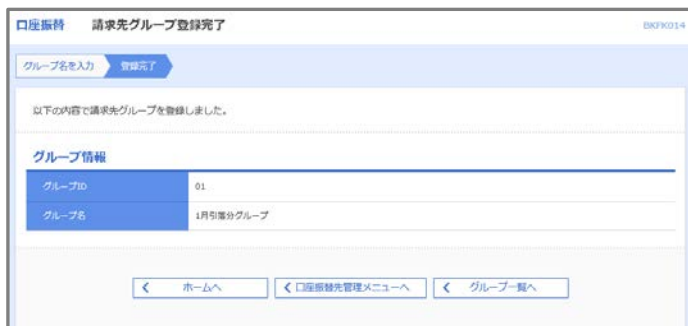 口座振替 請求先グループ登録完了 BKFK014
グループ名を入力 登録完了
以下の内容で請求先グループを登録しました。
グループ情報
グループID 01
グループ名 1月引落分グループ
ホームへ 口座振替先管理メニューへ グループ一覧へ